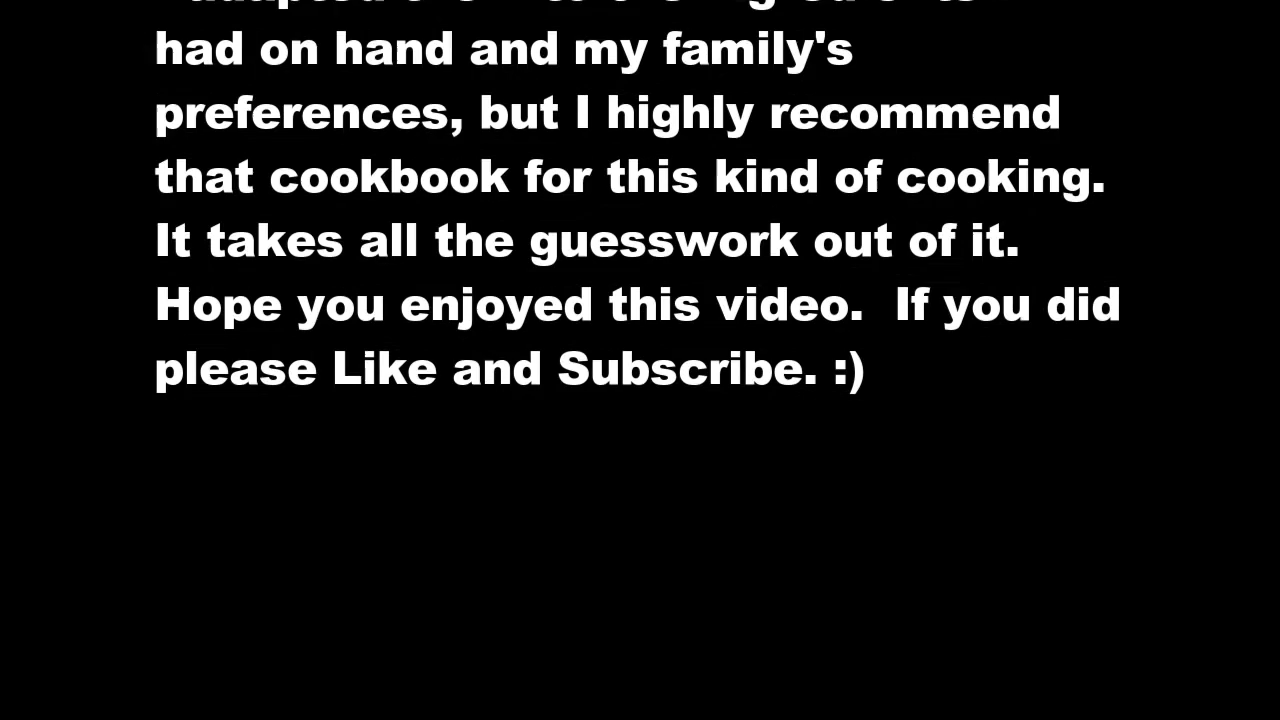 had on hand and my family's
preferences, but I highly recommend
that cookbook for this kind of cooking.
It takes all the guesswork out of it.
Hope you enjoyed this video.  If you did
please Like and Subscribe. :)